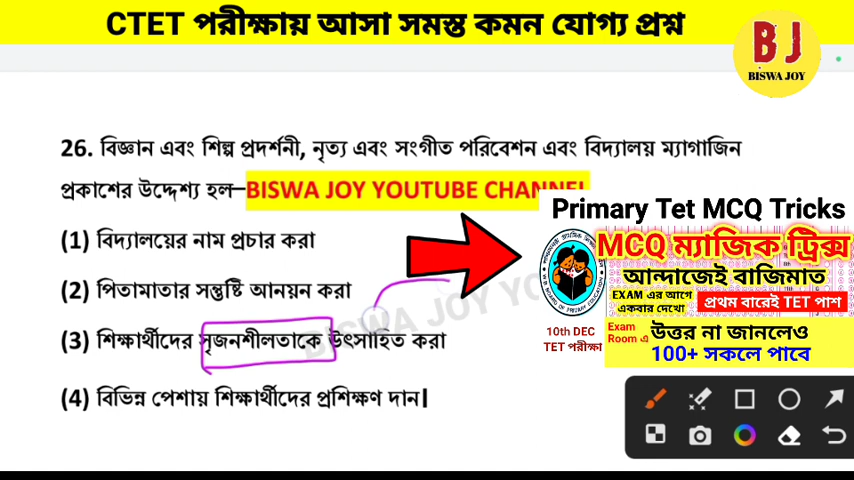 CTET পরীক্ষায় আসা সমস্ত কমন যোগ্য প্রশ্ন
B J
BISWA JOY
26. বিজ্ঞান এবং শিল্প প্রদর্শনী, নৃত্য এবং সংগীত পরিবেশন এবং বিদ্যালয় ম্যাগাজিন
প্রকাশের উদ্দেশ্য হল– BISWA JOY YOUTUBE CHANNEL
(1) বিদ্যালয়ের নাম প্রচার করা
(2) পিতামাতার সন্তুষ্টি আনয়ন করা
(3) শিক্ষার্থীদের সৃজনশীলতাকে উৎসাহিত করা
(4) বিভিন্ন পেশায় শিক্ষার্থীদের প্রশিক্ষণ দান।
BISWA JOY YO
Primary Tet MCQ Tricks
MCQ ম্যাজিক ট্রিক্স
আন্দাজেই বাজিমাত
EXAM এর আগে
একবার দেখো
প্রথম বারেই TET পাশ
10th DEC
TET পরীক্ষা
Exam
Room এ
উত্তর না জানলেও
100+ সকলে পাবে